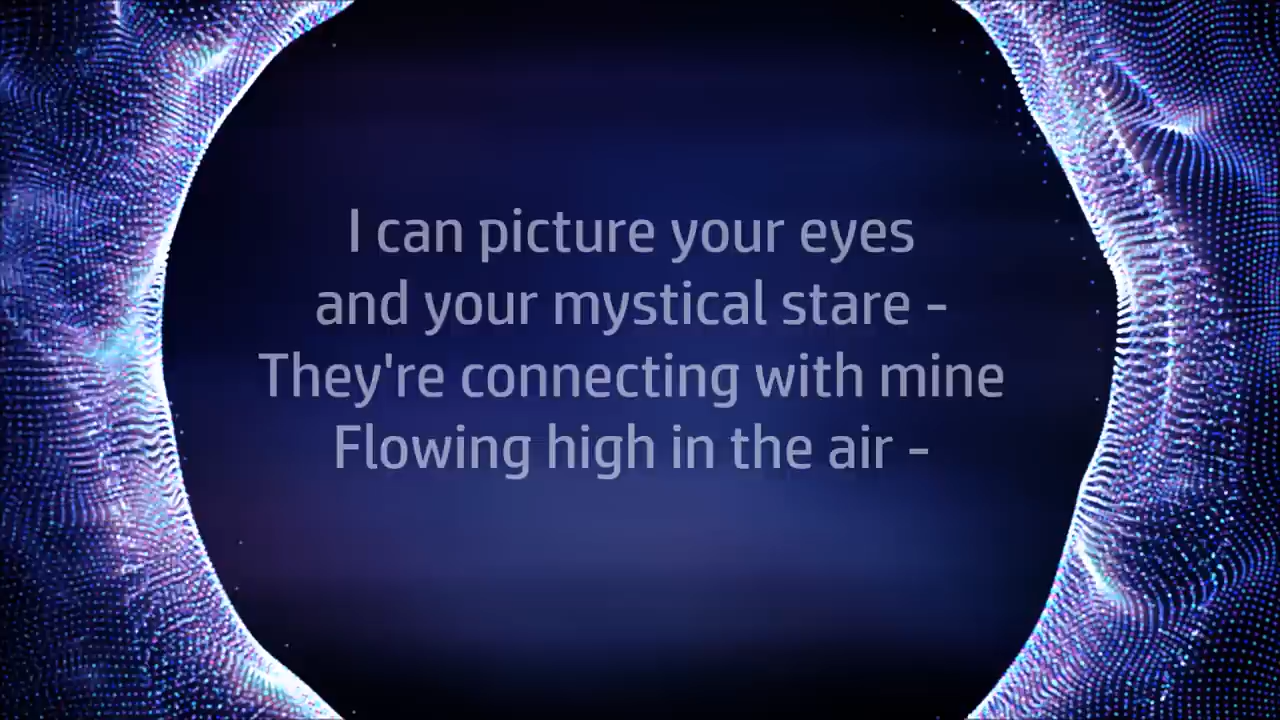 I can picture your eyes
and your mystical stare -
They're connecting with mine
Flowing high in the air -